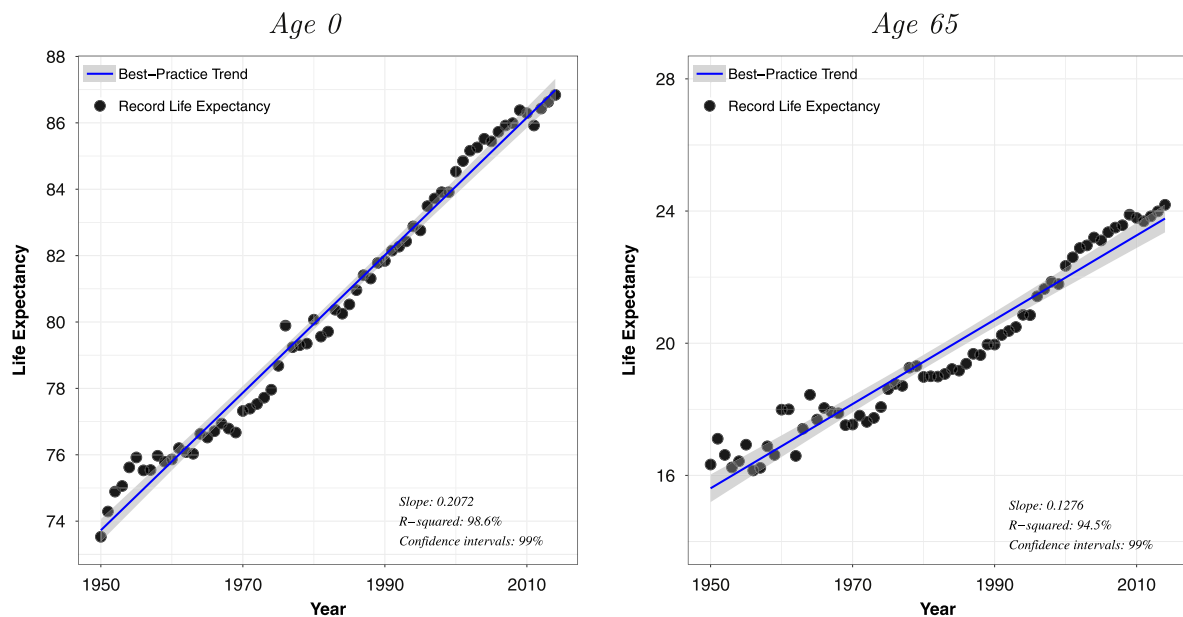 Age 0
88
86
84
82
80
78
76
74
Life Expectancy
Best−Practice Trend
Record Life Expectancy
Slope: 0.2072
R−squared: 98.6%
Confidence intervals: 99%
1950 1970 1990 2010
Year
Age 65
28
24
20
16
Life Expectancy
Best−Practice Trend
Record Life Expectancy
Slope: 0.1276
R−squared: 94.5%
Confidence intervals: 99%
1950 1970 1990 2010
Year